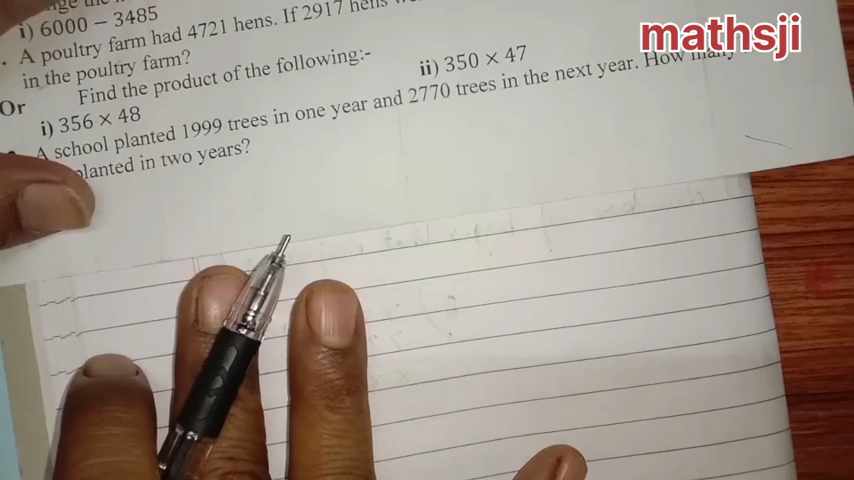 mathsji
i) 6000 − 3485
A poultry farm had 4721 hens. If 2917 hens
in the poultry farm?
Or Find the product of the following:-
i) 356 × 48 ii) 350 × 47
A school planted 1999 trees in one year and 2770 trees in the next year. How many
planted in two years?